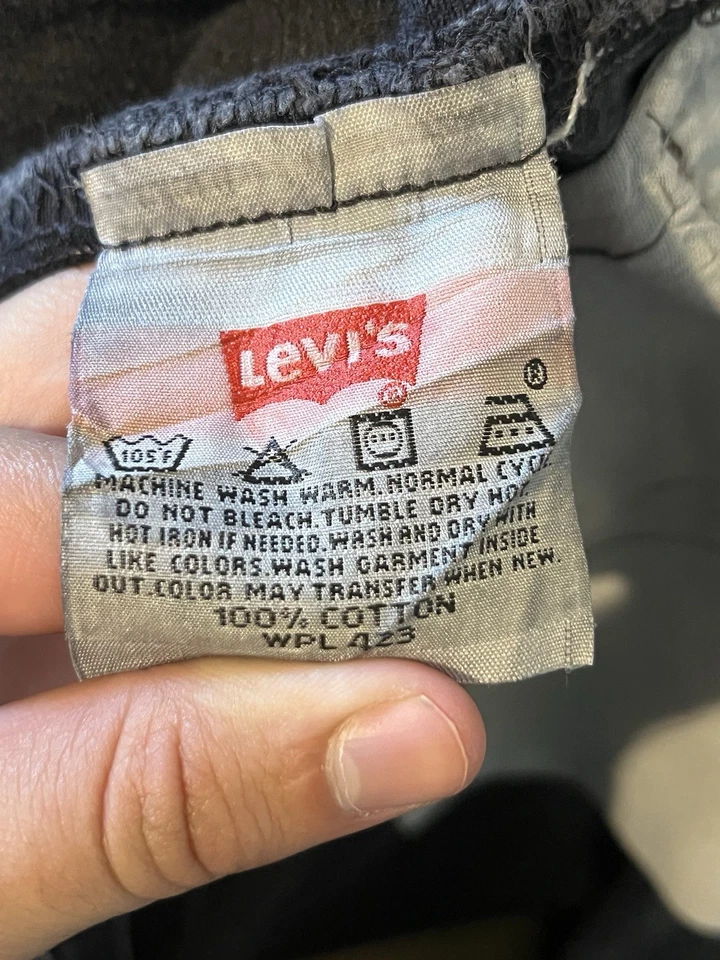 Levi's
®
®
105°F
MACHINE WASH WARM. NORMAL CYCLE.
DO NOT BLEACH. TUMBLE DRY HOT.
HOT IRON IF NEEDED. WASH AND DRY WITH
LIKE COLORS. WASH GARMENT INSIDE
OUT. COLOR MAY TRANSFER WHEN NEW.
100% COTTON
WPL 423